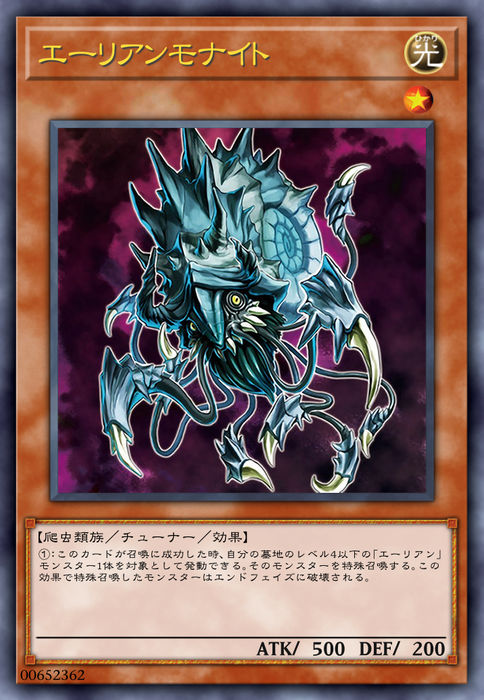 エーリアンモナイト
ひかり
光
【爬虫類族／チューナー／効果】
①：このカードが召喚に成功した時、自分の墓地のレベル4以下の「エーリアン」
モンスター1体を対象として発動できる。そのモンスターを特殊召喚する。この
効果で特殊召喚したモンスターはエンドフェイズに破壊される。
ATK/ 500 DEF/ 200
00652362